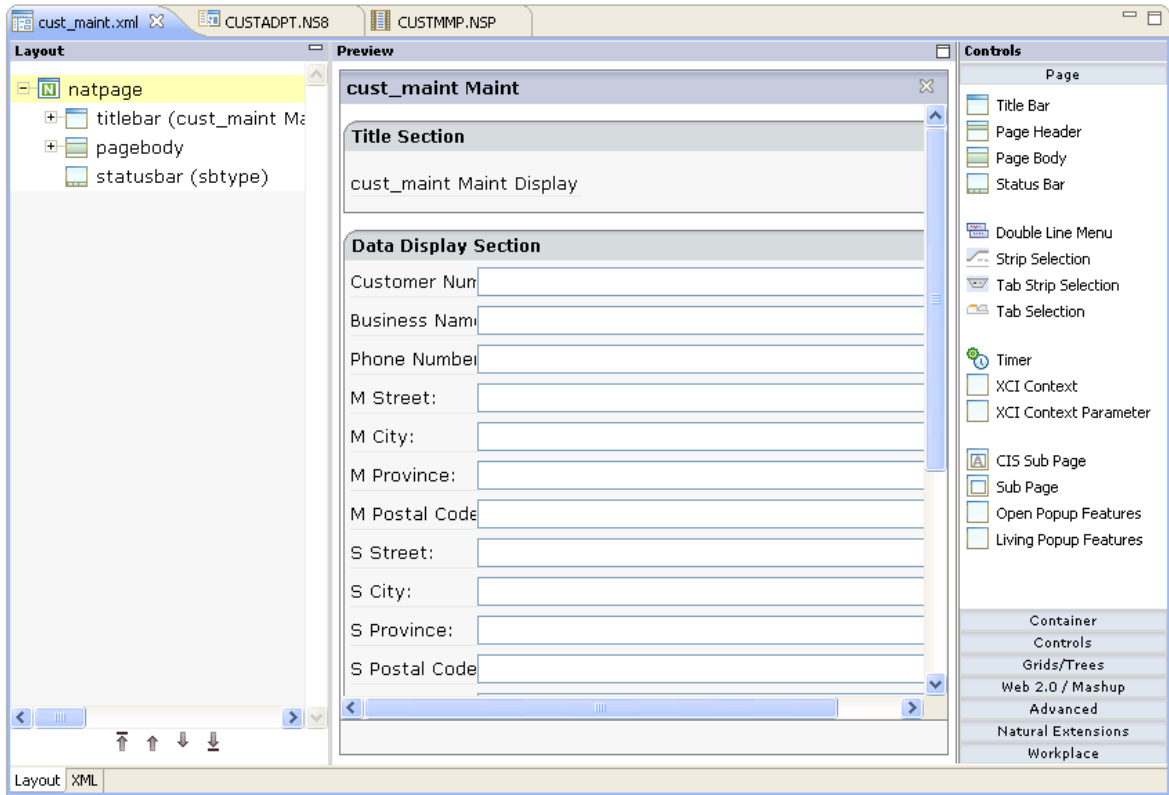 cust_maint.xml
CUSTADPT.NS8
CUSTMMP.NSP
Layout
natpage
titlebar (cust_maint Ma
pagebody
statusbar (sbtype)
Preview
cust_maint Maint
Title Section
cust_maint Maint Display
Data Display Section
Customer Num
Business Name
Phone Number
M Street:
M City:
M Province:
M Postal Code
S Street:
S City:
S Province:
S Postal Code
Controls
Page
Title Bar
Page Header
Page Body
Status Bar
Double Line Menu
Strip Selection
Tab Strip Selection
Tab Selection
Timer
XCI Context
XCI Context Parameter
CIS Sub Page
Sub Page
Open Popup Features
Living Popup Features
Container
Controls
Grids/Trees
Web 2.0 / Mashup
Advanced
Natural Extensions
Workplace
Layout
XML